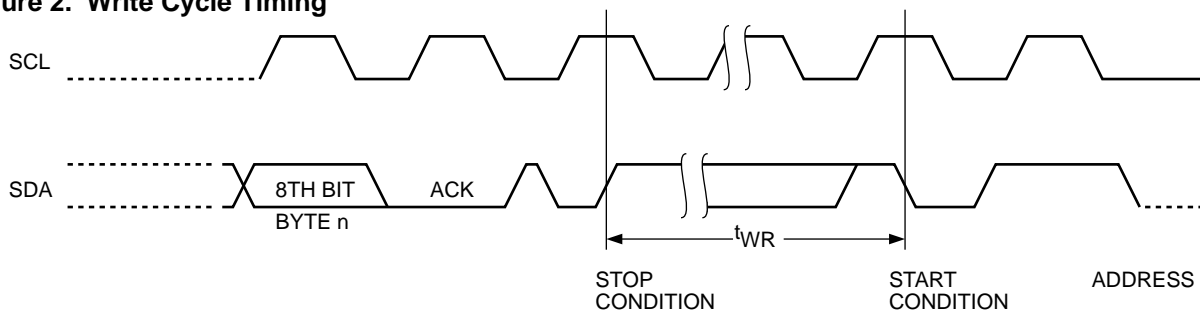 ure 2. Write Cycle Timing
SCL
SDA
8TH BIT
ACK
BYTE n
tWR
STOP
CONDITION
START
CONDITION
ADDRESS